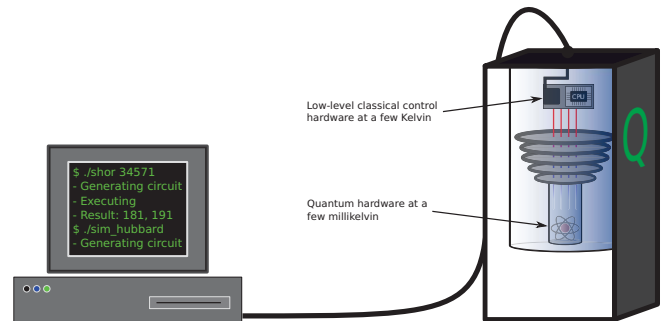 $ ./shor 34571
- Generating circuit
- Executing
- Result: 181, 191
$ ./sim_hubbard
- Generating circuit
Low-level classical control
hardware at a few Kelvin
Quantum hardware at a
few millikelvin
CPU
Q